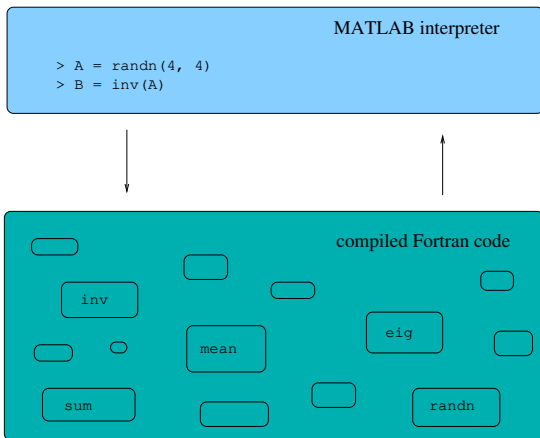 MATLAB interpreter
> A = randn(4, 4)
> B = inv(A)
compiled Fortran code
inv
eig
mean
sum
randn